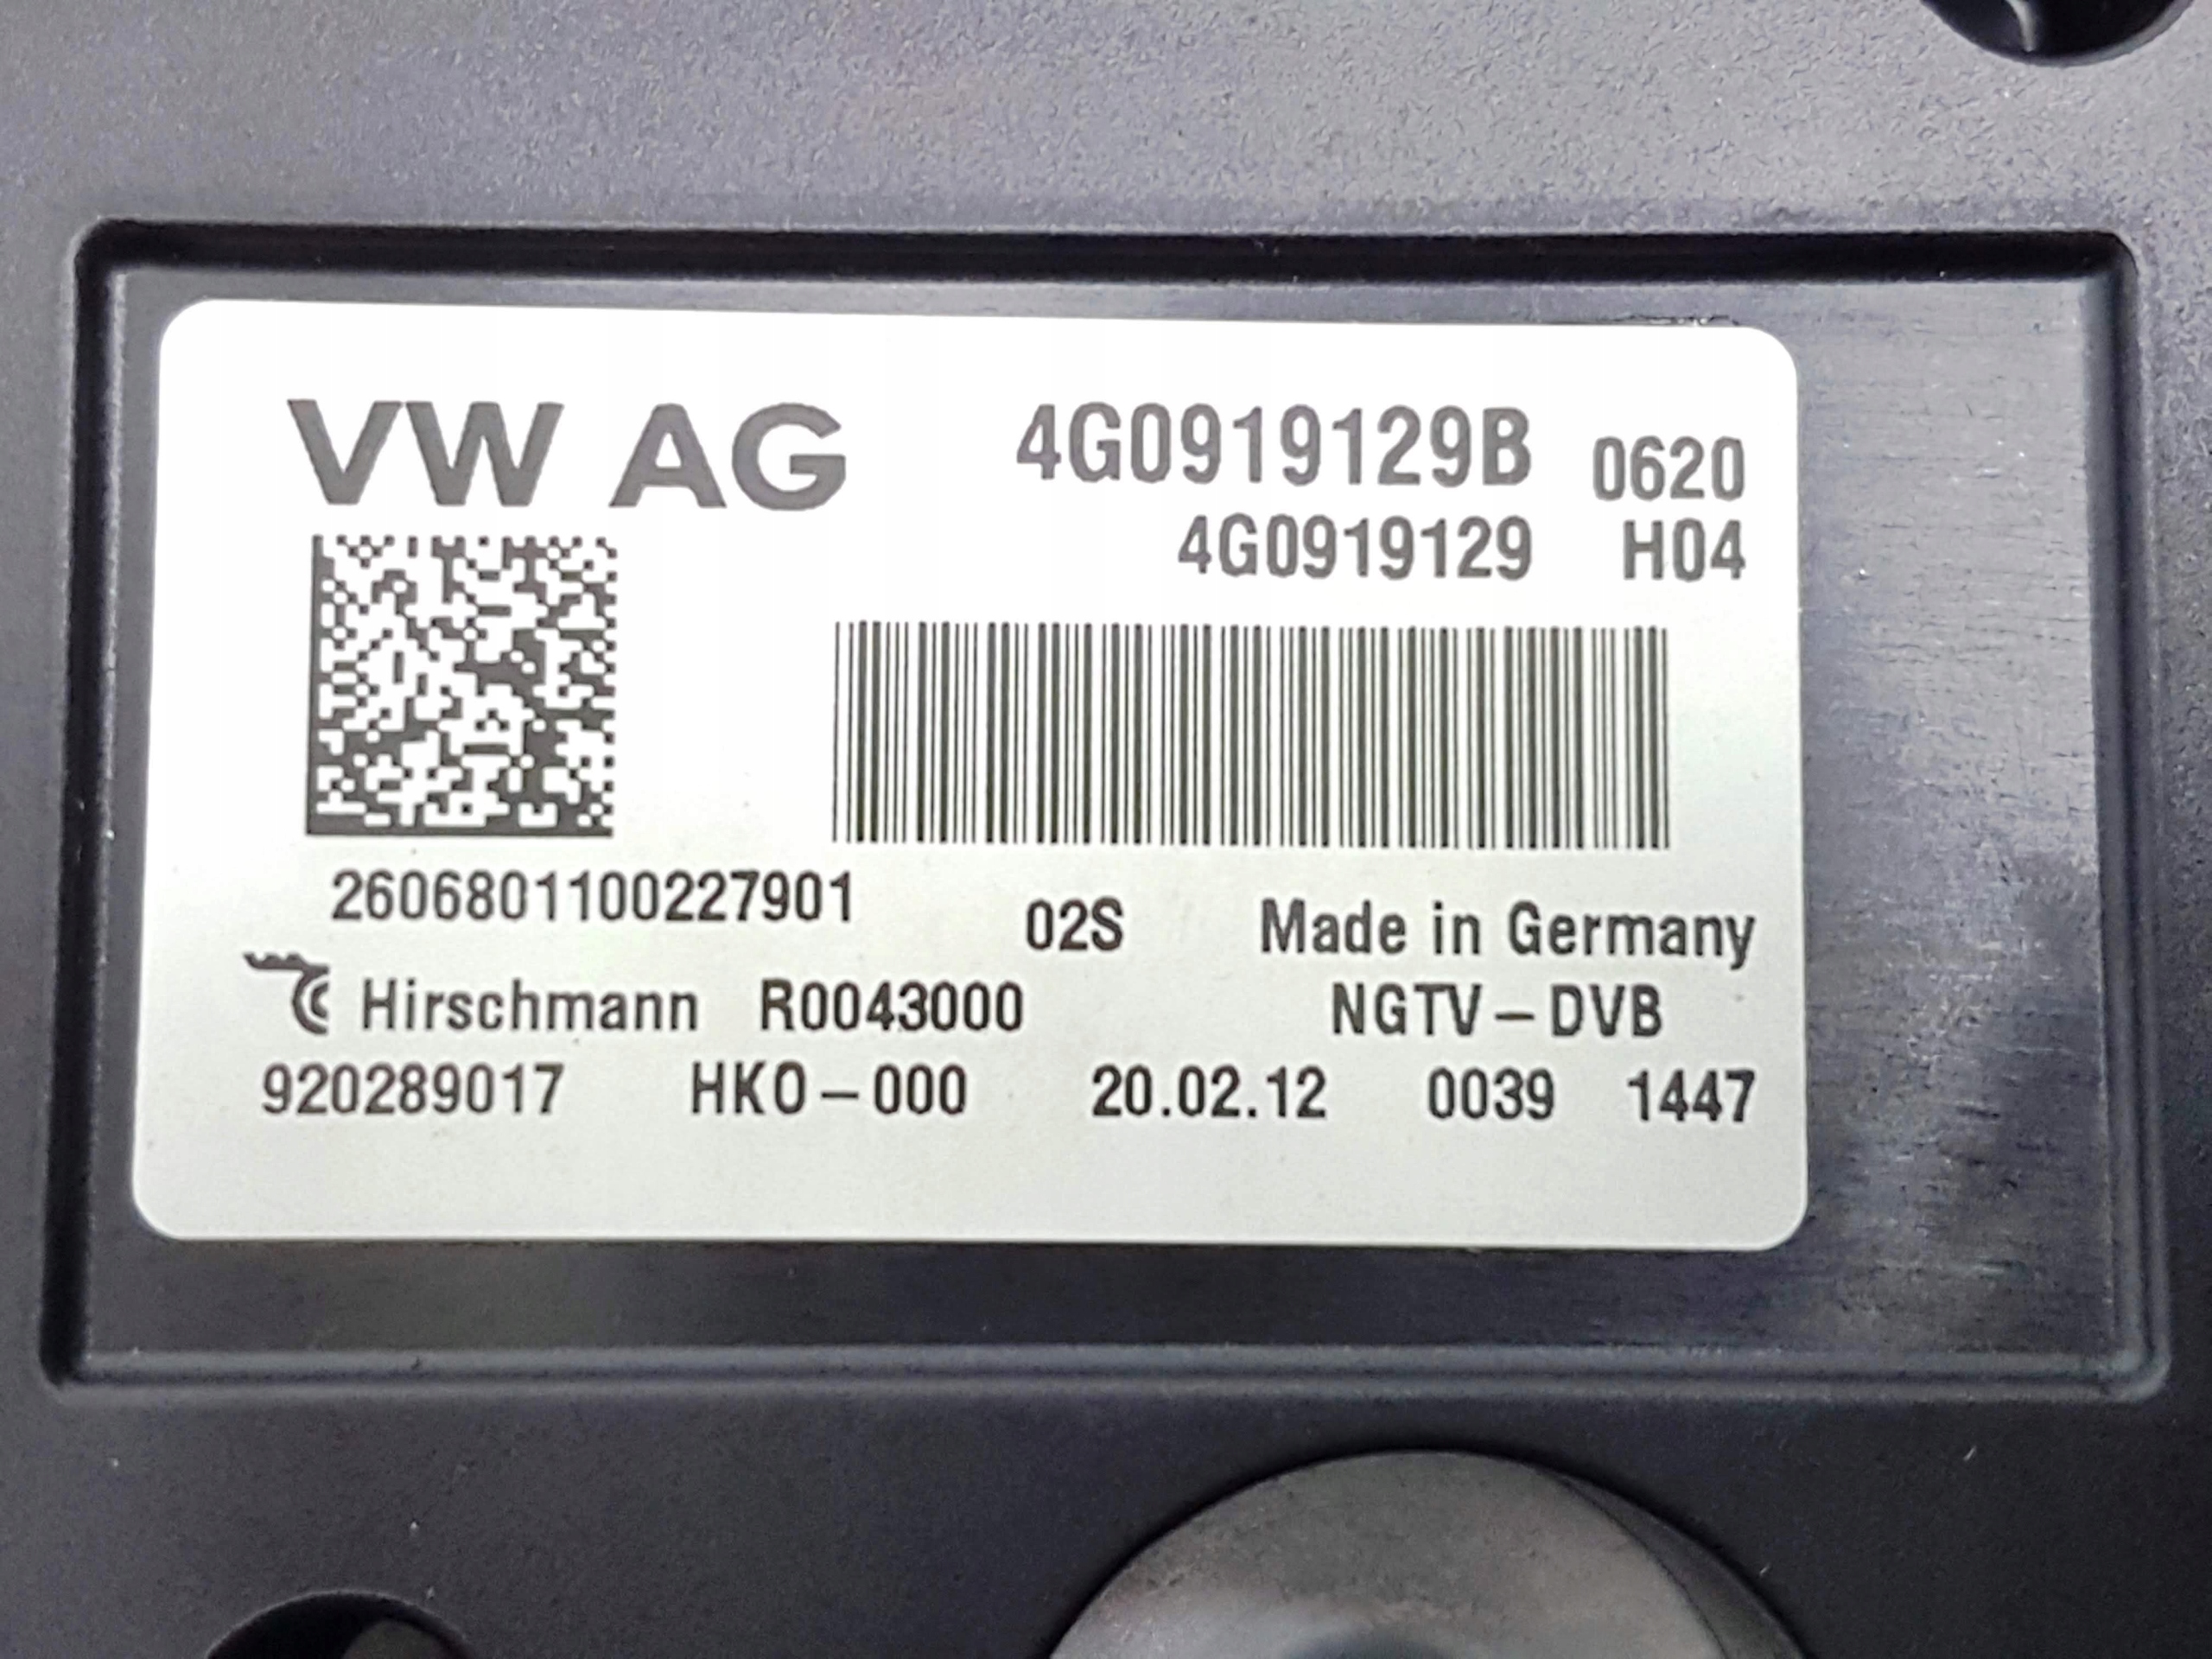 VW AG 4G0919129B 0620
4G0919129 H04
2606801100227901 02S Made in Germany
Hirschmann R0043000 NGTV-DVB
920289017 HKO-000 20.02.12 0039 1447